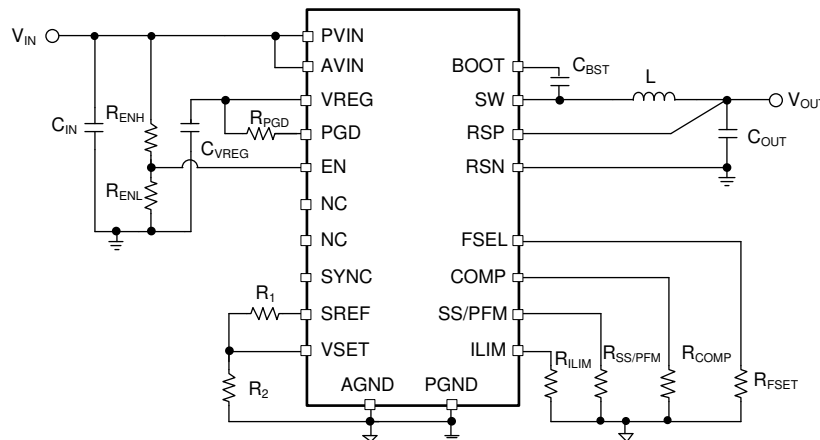 V_IN
PVIN
AVIN
VREG
PGD
EN
NC
NC
SYNC
SREF
VSET
AGND
PGND
BOOT
SW
RSP
RSN
FSEL
COMP
SS/PFM
ILIM
C_IN
R_ENH
R_ENL
C_VREG
R_PGD
R_1
R_2
C_BST
L
V_OUT
C_OUT
R_ILIM
R_SS/PFM
R_COMP
R_FSET